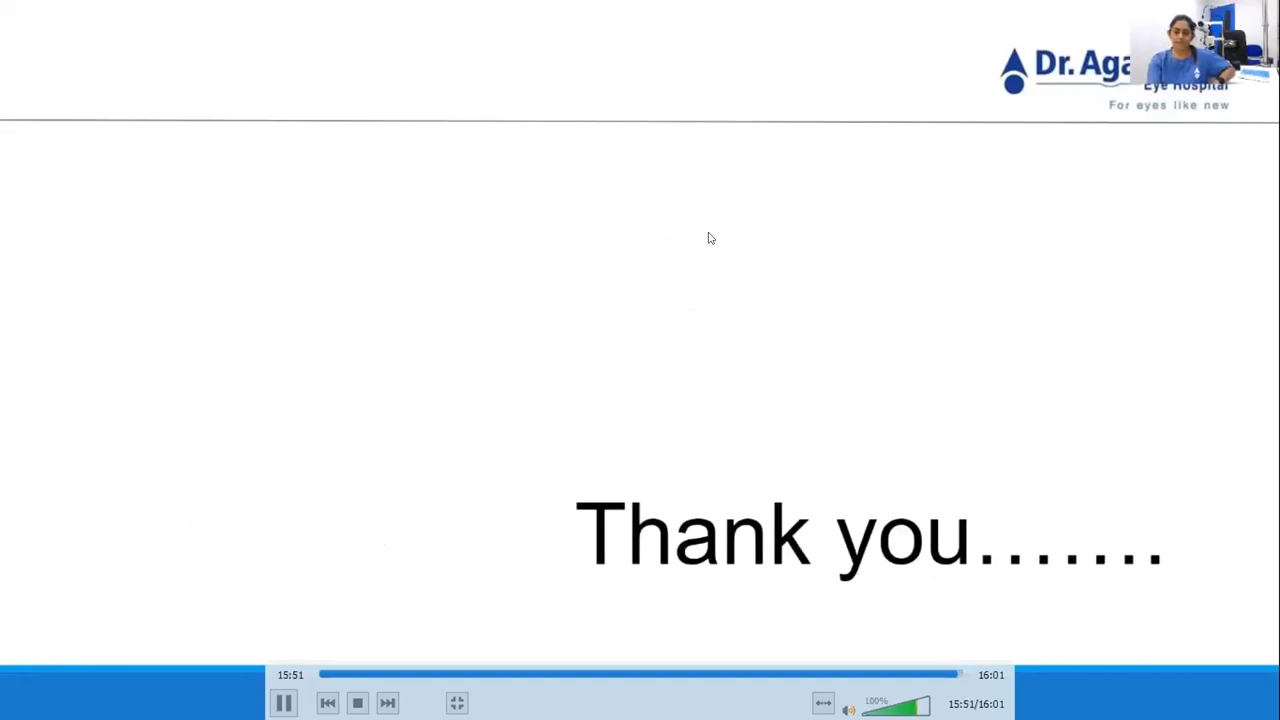 Dr. Aga
Eye Hospital
For eyes like new
Thank you.......
15:51
16:01
100%
15:51/16:01